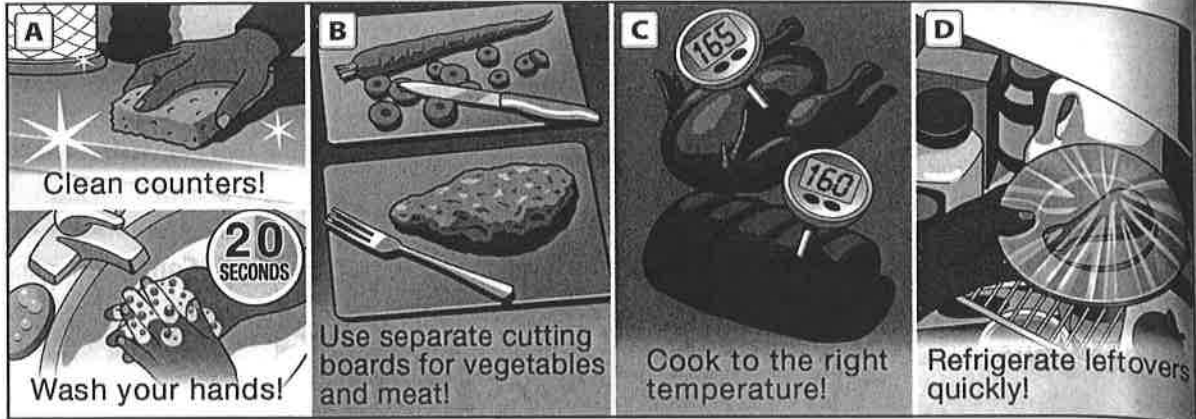 A
Clean counters!
20
SECONDS
Wash your hands!
B
Use separate cutting
boards for vegetables
and meat!
C
165
160
Cook to the right
temperature!
D
Refrigerate leftovers
quickly!